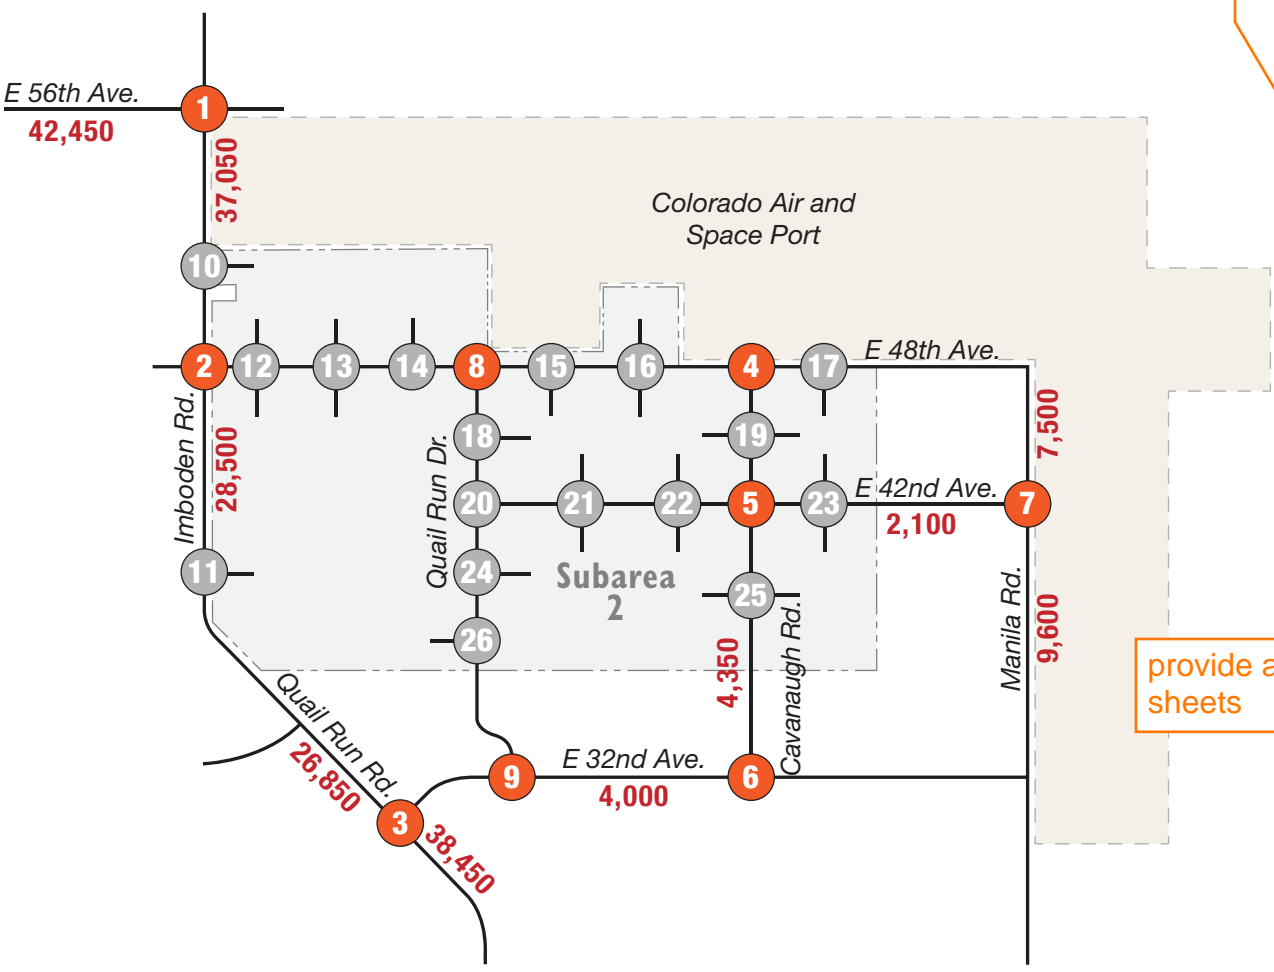 E 56th Ave.
1
42,450
37,050
Colorado Air and
Space Port
10
2
12
13
14
8
15
16
4
17
E 48th Ave.
7,500
Imboden Rd.
28,500
Quail Run Dr.
18
19
20
21
22
5
23
E 42nd Ave.
2,100
7
11
24
Subarea
2
25
26
4,350
Cavanaugh Rd.
Manila Rd.
9,600
provide a
sheets
Quail Run Rd.
26,850
9
E 32nd Ave.
4,000
6
3
38,450